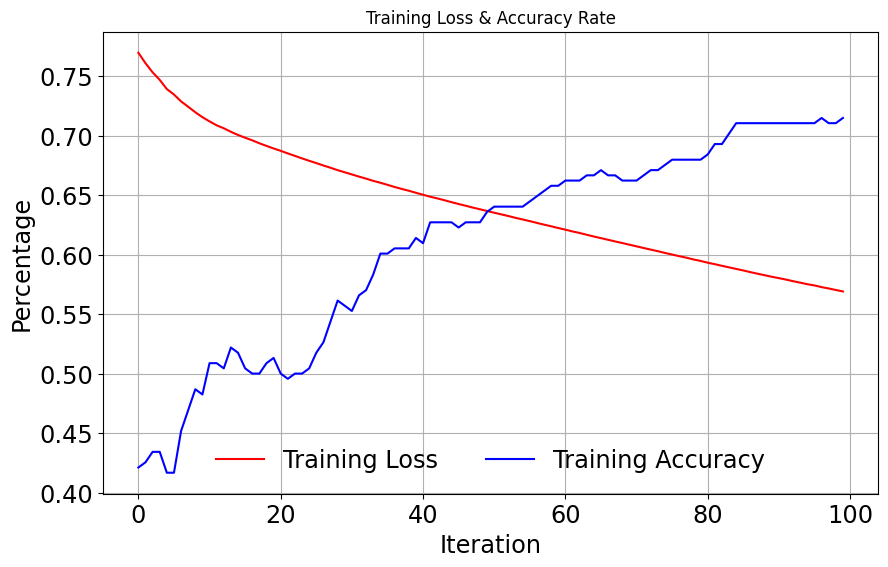 Training Loss & Accuracy Rate
Percentage
0.75
0.70
0.65
0.60
0.55
0.50
0.45
0.40
Training Loss Training Accuracy
0 20 40 60 80 100
Iteration